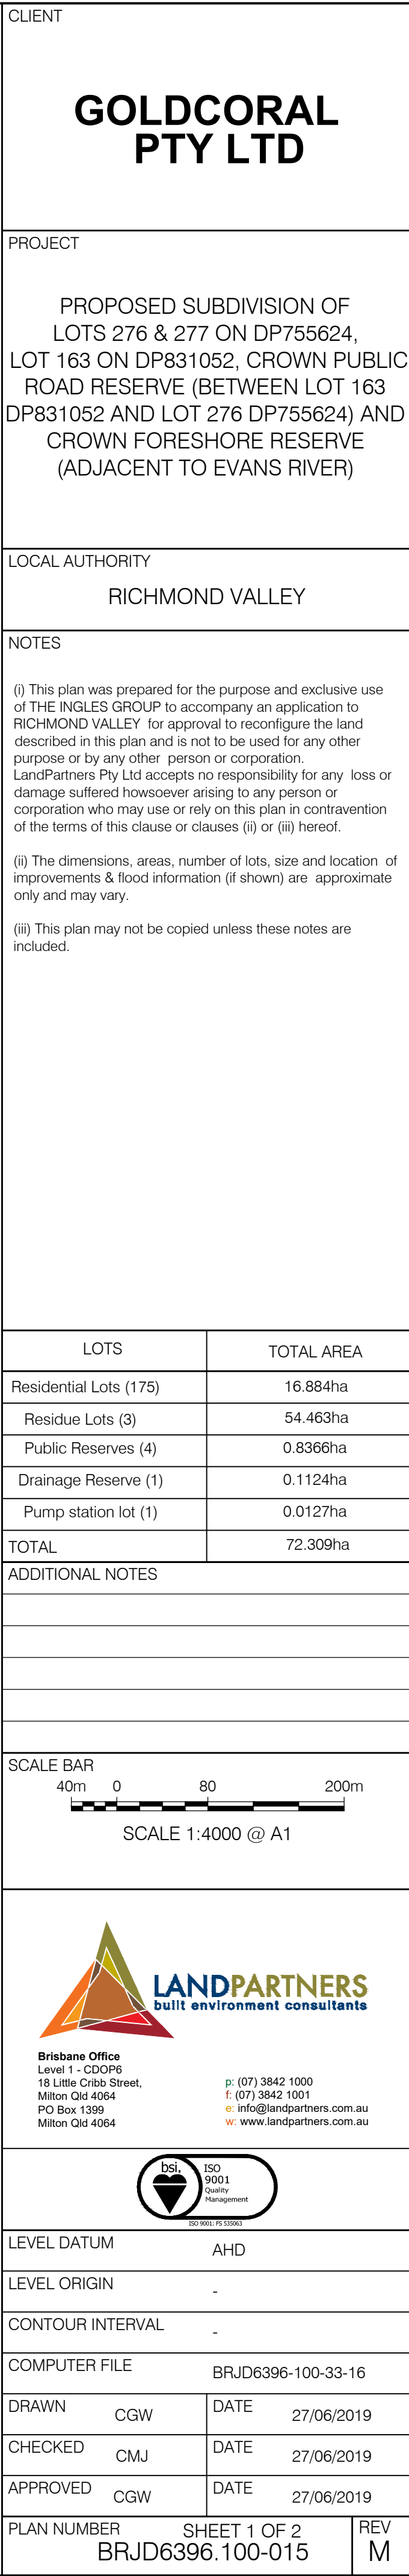 CLIENT
GOLDCORAL
PTY LTD
PROJECT
PROPOSED SUBDIVISION OF
LOTS 276 & 277 ON DP755624,
LOT 163 ON DP831052, CROWN PUBLIC
ROAD RESERVE (BETWEEN LOT 163
DP831052 AND LOT 276 DP755624) AND
CROWN FORESHORE RESERVE
(ADJACENT TO EVANS RIVER)
LOCAL AUTHORITY
RICHMOND VALLEY
NOTES
(i) This plan was prepared for the purpose and exclusive use
of THE INGLES GROUP to accompany an application to
RICHMOND VALLEY for approval to reconfigure the land
described in this plan and is not to be used for any other
purpose or by any other person or corporation.
LandPartners Pty Ltd accepts no responsibility for any loss or
damage suffered howsoever arising to any person or
corporation who may use or rely on this plan in contravention
of the terms of this clause or clauses (ii) or (iii) hereof.
(ii) The dimensions, areas, number of lots, size and location of
improvements & flood information (if shown) are approximate
only and may vary.
(iii) This plan may not be copied unless these notes are
included.
LOTS TOTAL AREA
Residential Lots (175) 16.884ha
Residue Lots (3) 54.463ha
Public Reserves (4) 0.8366ha
Drainage Reserve (1) 0.1124ha
Pump station lot (1) 0.0127ha
TOTAL 72.309ha
ADDITIONAL NOTES
SCALE BAR
40m 0 80 200m
SCALE 1:4000 @ A1
LANDPARTNERS
built environment consultants
Brisbane Office
Level 1 - CDOP6
18 Little Cribb Street,
Milton Qld 4064
PO Box 1399
Milton Qld 4064
p: (07) 3842 1000
f: (07) 3842 1001
e: info@landpartners.com.au
w: www.landpartners.com.au
bsi. ISO
9001
Quality
Management
ISO 9001: FS 535063
LEVEL DATUM AHD
LEVEL ORIGIN -
CONTOUR INTERVAL -
COMPUTER FILE BRJD6396-100-33-16
DRAWN CGW DATE 27/06/2019
CHECKED CMJ DATE 27/06/2019
APPROVED CGW DATE 27/06/2019
PLAN NUMBER SHEET 1 OF 2 REV
BRJD6396.100-015 M